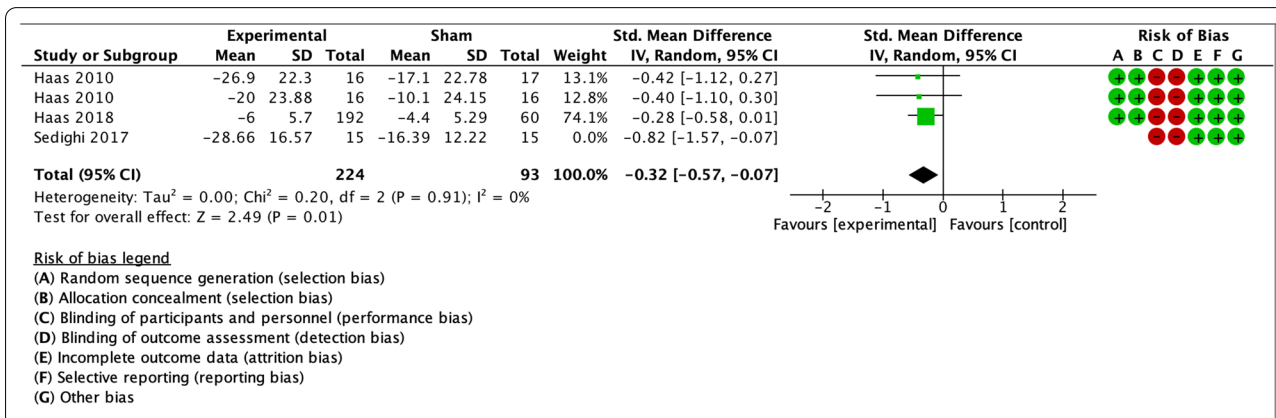 Experimental Sham Std. Mean Difference Std. Mean Difference Risk of Bias
Study or Subgroup Mean SD Total Mean SD Total Weight IV, Random, 95% CI IV, Random, 95% CI A B C D E F G
Haas 2010 −26.9 22.3 16 −17.1 22.78 17 13.1% −0.42 [−1.12, 0.27] + + − − + + +
Haas 2010 −20 23.88 16 −10.1 24.15 16 12.8% −0.40 [−1.10, 0.30] + + − − + + +
Haas 2018 −6 5.7 192 −4.4 5.29 60 74.1% −0.28 [−0.58, 0.01] + + − − + + +
Sedighi 2017 −28.66 16.57 15 −16.39 12.22 15 0.0% −0.82 [−1.57, −0.07] − − + + +
Total (95% CI) 224 93 100.0% −0.32 [−0.57, −0.07]
Heterogeneity: Tau² = 0.00; Chi² = 0.20, df = 2 (P = 0.91); I² = 0%
Test for overall effect: Z = 2.49 (P = 0.01)
−2 −1 0 1 2
Favours [experimental] Favours [control]
Risk of bias legend
(A) Random sequence generation (selection bias)
(B) Allocation concealment (selection bias)
(C) Blinding of participants and personnel (performance bias)
(D) Blinding of outcome assessment (detection bias)
(E) Incomplete outcome data (attrition bias)
(F) Selective reporting (reporting bias)
(G) Other bias